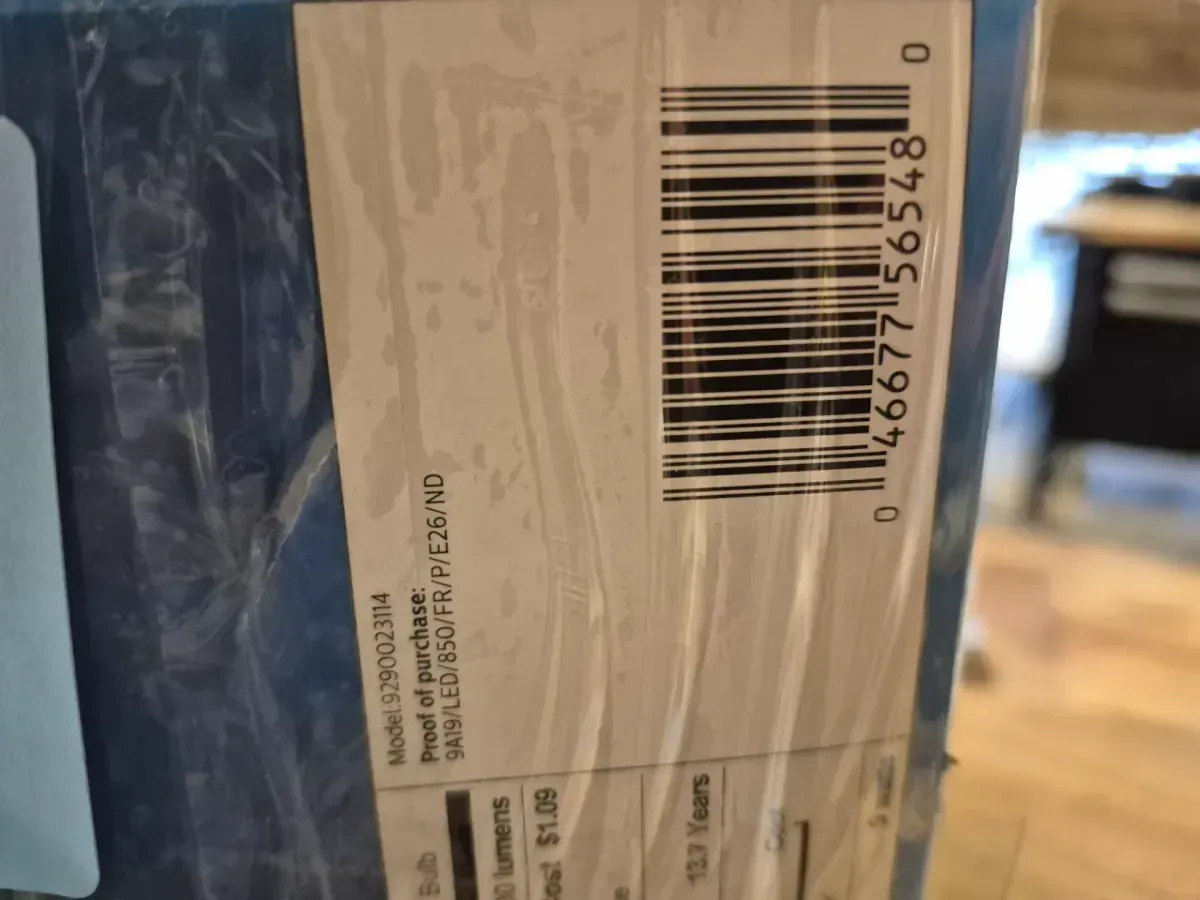 Model:9290023114
Proof of purchase:
9A19/LED/850/FR/P/E26/ND
0 46677 56548 0
Bulb
lumens
$1.09
13.7 Years